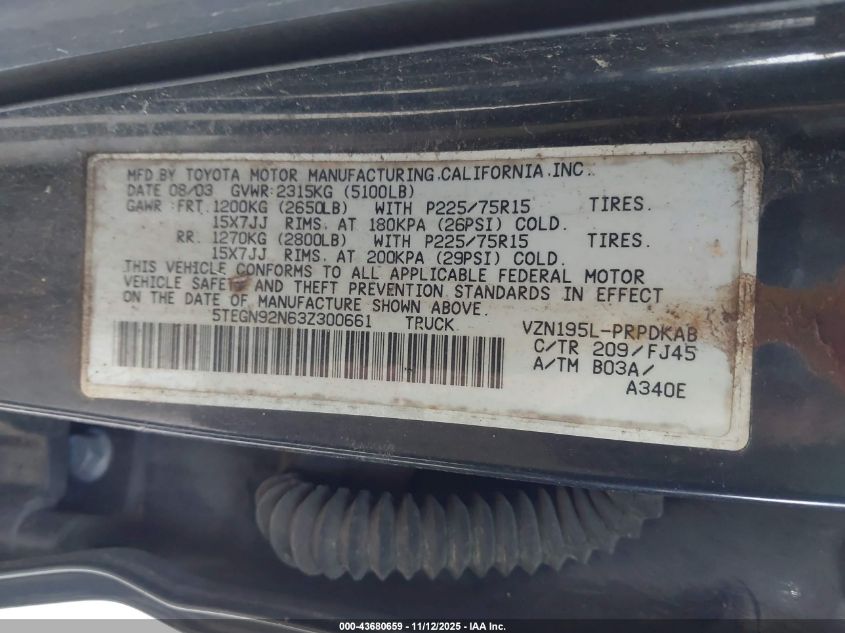 MFD BY TOYOTA MOTOR MANUFACTURING.CALIFORNIA.INC.
DATE 08/03 GVWR:2315KG (5100LB)
GAWR: FRT. 1200KG (2650LB) WITH P225/75R15 TIRES.
15X7JJ RIMS. AT 180KPA (26PSI) COLD.
RR. 1270KG (2800LB) WITH P225/75R15 TIRES.
15X7JJ RIMS. AT 200KPA (29PSI) COLD.
THIS VEHICLE CONFORMS TO ALL APPLICABLE FEDERAL MOTOR
VEHICLE SAFETY AND THEFT PREVENTION STANDARDS IN EFFECT
ON THE DATE OF MANUFACTURE SHOWN ABOVE.
5TEGN92N63Z300661 TRUCK VZN195L-PRPDKAB
C/TR 209/FJ45
A/TM B03A/
A340E
000-43680659 - 11/12/2025 - IAA Inc.